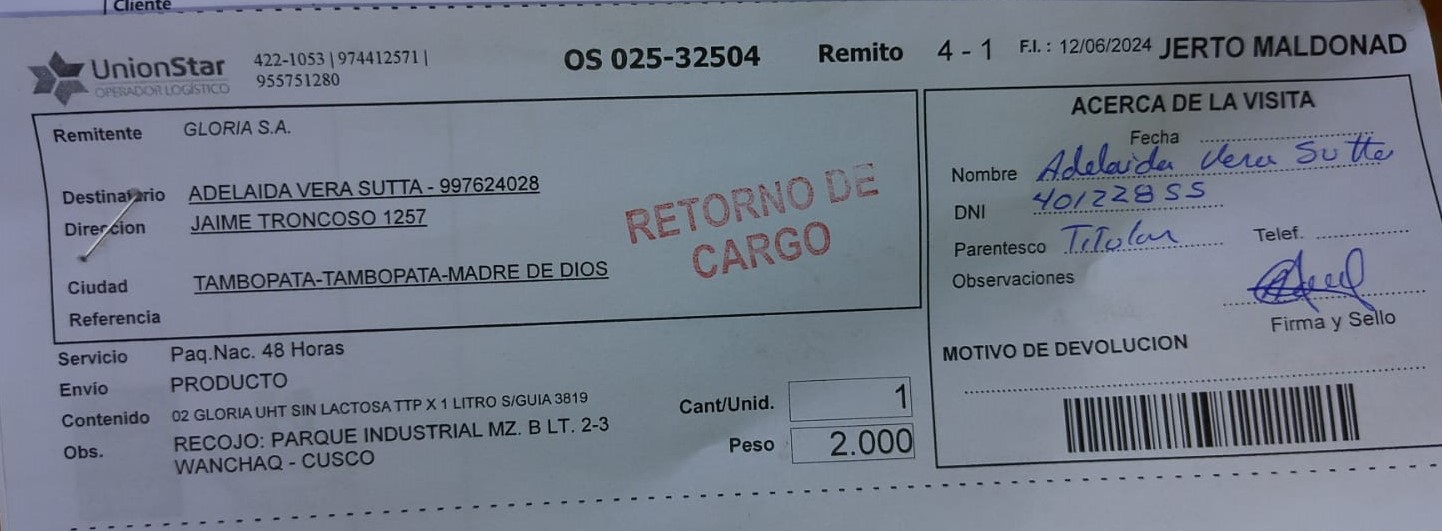 Cliente
UnionStar
OPERADOR LOGÍSTICO
422-1053 | 974412571 |
955751280
OS 025-32504 Remito 4 - 1 F.I. : 12/06/2024 JERTO MALDONAD
Remitente GLORIA S.A.
Destinatario ADELAIDA VERA SUTTA - 997624028
Direccion JAIME TRONCOSO 1257
Ciudad TAMBOPATA-TAMBOPATA-MADRE DE DIOS
Referencia
RETORNO DE
CARGO
Servicio Paq.Nac. 48 Horas
Envio PRODUCTO
Contenido 02 GLORIA UHT SIN LACTOSA TTP X 1 LITRO S/GUIA 3819
Obs. RECOJO: PARQUE INDUSTRIAL MZ. B LT. 2-3
WANCHAQ - CUSCO
Cant/Unid. 1
Peso 2.000
ACERCA DE LA VISITA
Fecha
Nombre Adelaida Vera Sutta
DNI 40122855
Parentesco Titular Telef.
Observaciones
Firma y Sello
MOTIVO DE DEVOLUCION